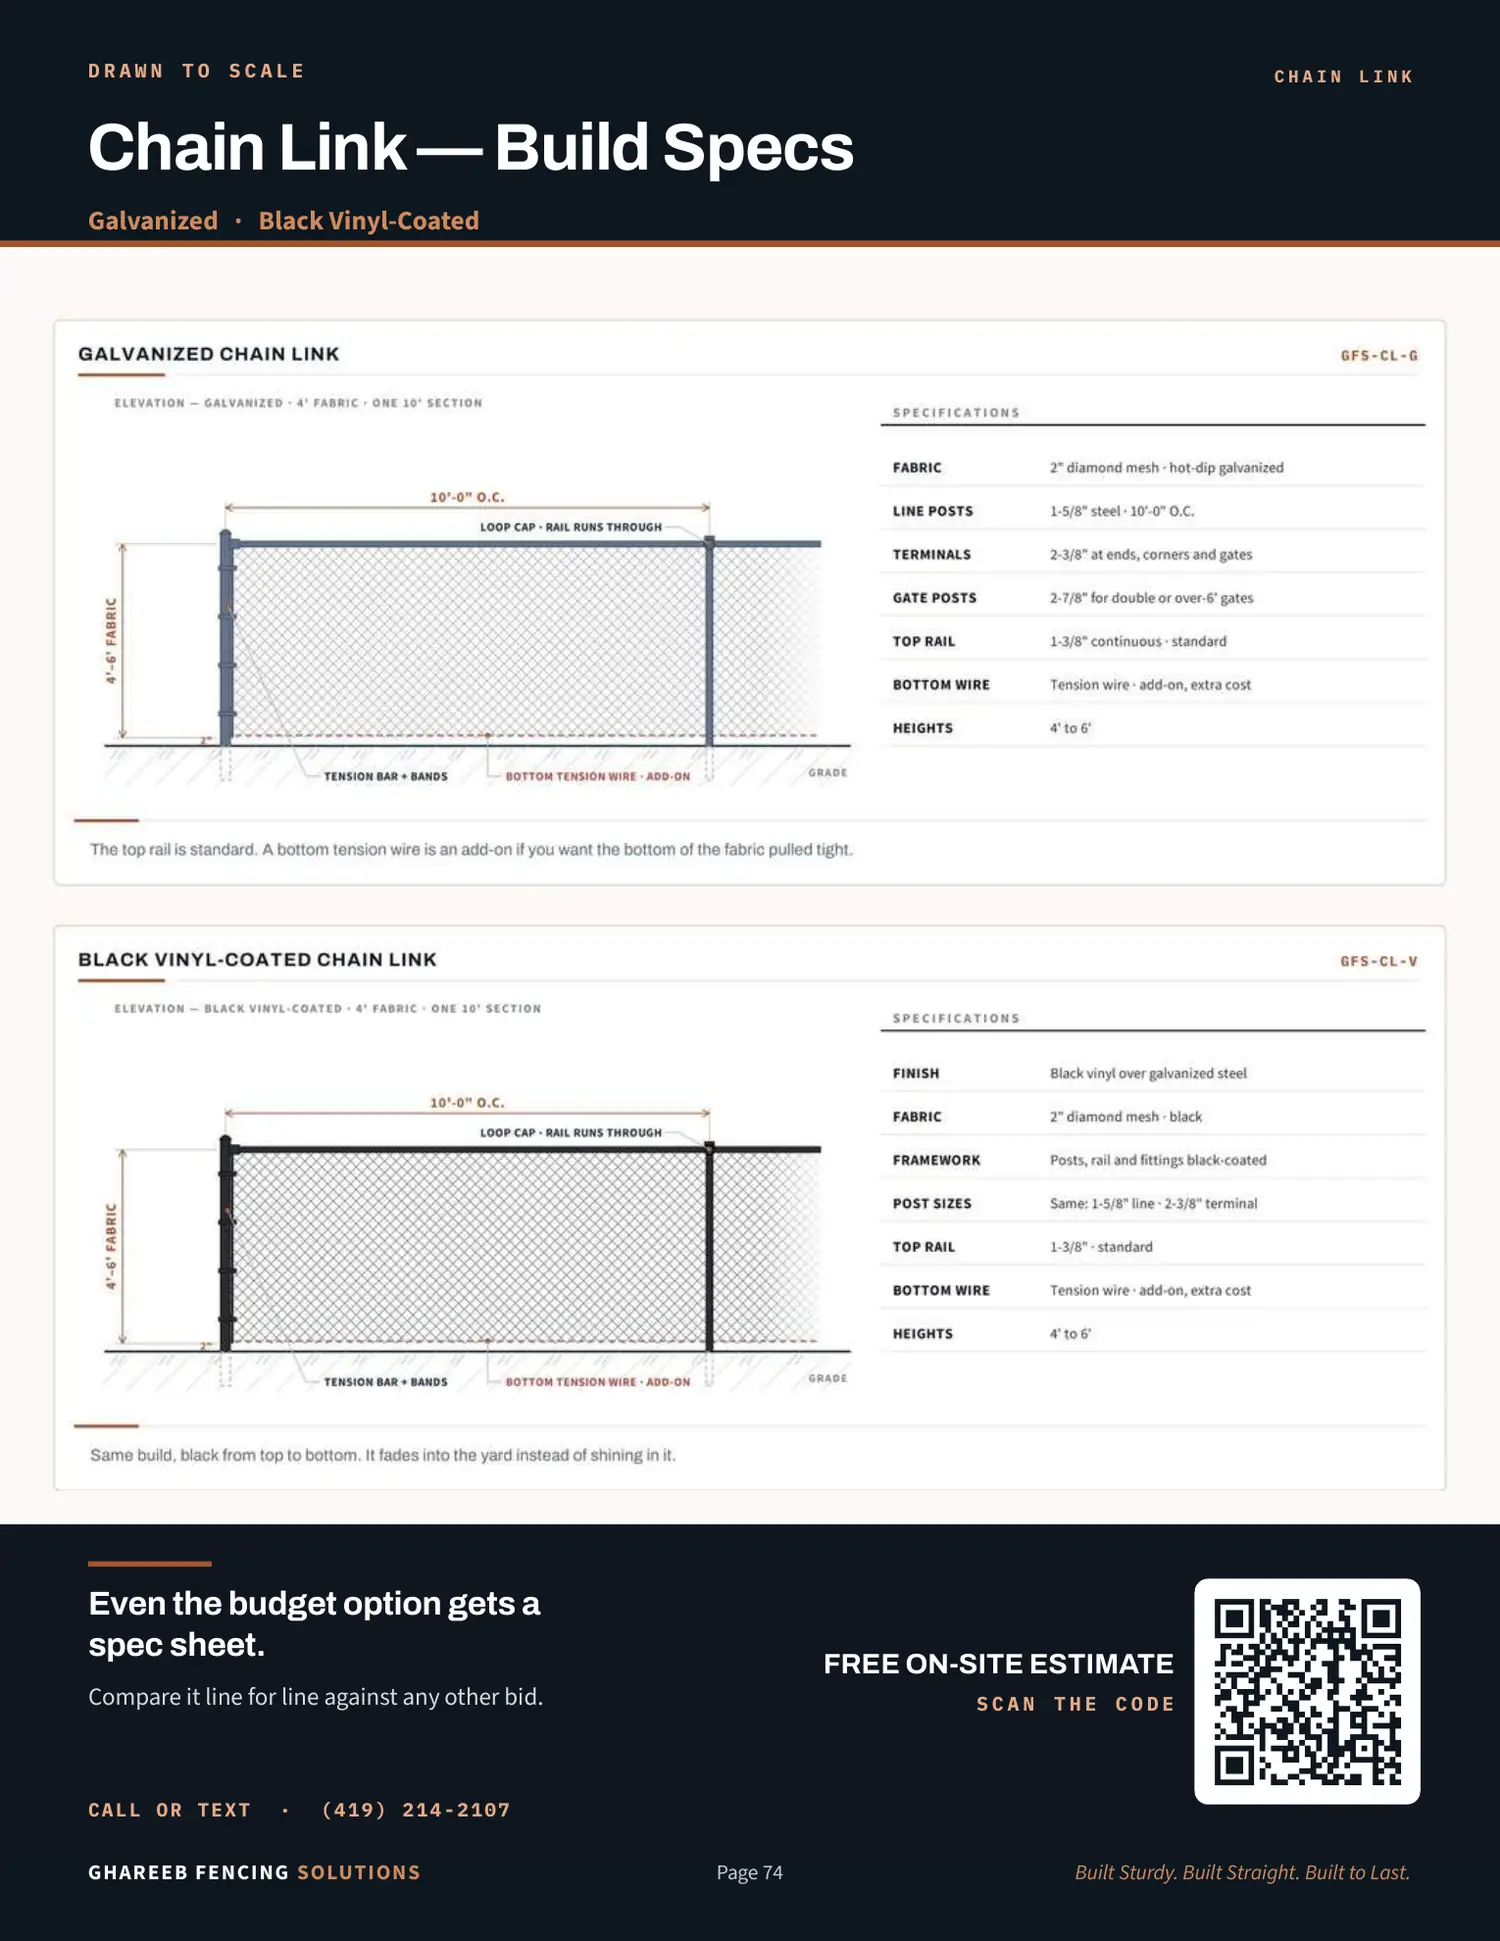 DRAWN TO SCALE
CHAIN LINK
Chain Link — Build Specs
Galvanized · Black Vinyl-Coated
GALVANIZED CHAIN LINK
GFS-CL-G
ELEVATION — GALVANIZED · 4' FABRIC · ONE 10' SECTION
10'-0" O.C.
LOOP CAP · RAIL RUNS THROUGH
4'-6' FABRIC
2"
TENSION BAR + BANDS
BOTTOM TENSION WIRE · ADD-ON
GRADE
SPECIFICATIONS
FABRIC 2" diamond mesh · hot-dip galvanized
LINE POSTS 1-5/8" steel · 10'-0" O.C.
TERMINALS 2-3/8" at ends, corners and gates
GATE POSTS 2-7/8" for double or over-6' gates
TOP RAIL 1-3/8" continuous · standard
BOTTOM WIRE Tension wire · add-on, extra cost
HEIGHTS 4' to 6'
The top rail is standard. A bottom tension wire is an add-on if you want the bottom of the fabric pulled tight.
BLACK VINYL-COATED CHAIN LINK
GFS-CL-V
ELEVATION — BLACK VINYL-COATED · 4' FABRIC · ONE 10' SECTION
10'-0" O.C.
LOOP CAP · RAIL RUNS THROUGH
4'-6' FABRIC
2"
TENSION BAR + BANDS
BOTTOM TENSION WIRE · ADD-ON
GRADE
SPECIFICATIONS
FINISH Black vinyl over galvanized steel
FABRIC 2" diamond mesh · black
FRAMEWORK Posts, rail and fittings black-coated
POST SIZES Same: 1-5/8" line · 2-3/8" terminal
TOP RAIL 1-3/8" · standard
BOTTOM WIRE Tension wire · add-on, extra cost
HEIGHTS 4' to 6'
Same build, black from top to bottom. It fades into the yard instead of shining in it.
Even the budget option gets a
spec sheet.
Compare it line for line against any other bid.
FREE ON-SITE ESTIMATE
SCAN THE CODE
CALL OR TEXT · (419) 214-2107
GHAREEB FENCING SOLUTIONS
Page 74
Built Sturdy. Built Straight. Built to Last.